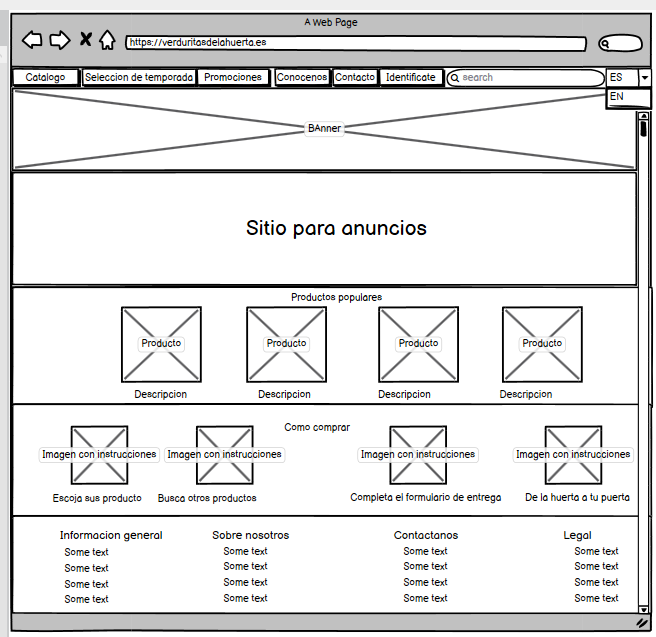 A Web Page
https://verduritasdelahuerta.es
Catalogo Seleccion de temporada Promociones Conocenos Contacto Identificate search ES
EN
BAnner
Sitio para anuncios
Productos populares
Producto Producto Producto Producto
Descripcion Descripcion Descripcion Descripcion
Como comprar
Imagen con instrucciones Imagen con instrucciones Imagen con instrucciones Imagen con instrucciones
Escoja sus producto Busca otros productos Completa el formulario de entrega De la huerta a tu puerta
Informacion general Sobre nosotros Contactanos Legal
Some text Some text Some text Some text
Some text Some text Some text Some text
Some text Some text Some text Some text
Some text Some text Some text Some text